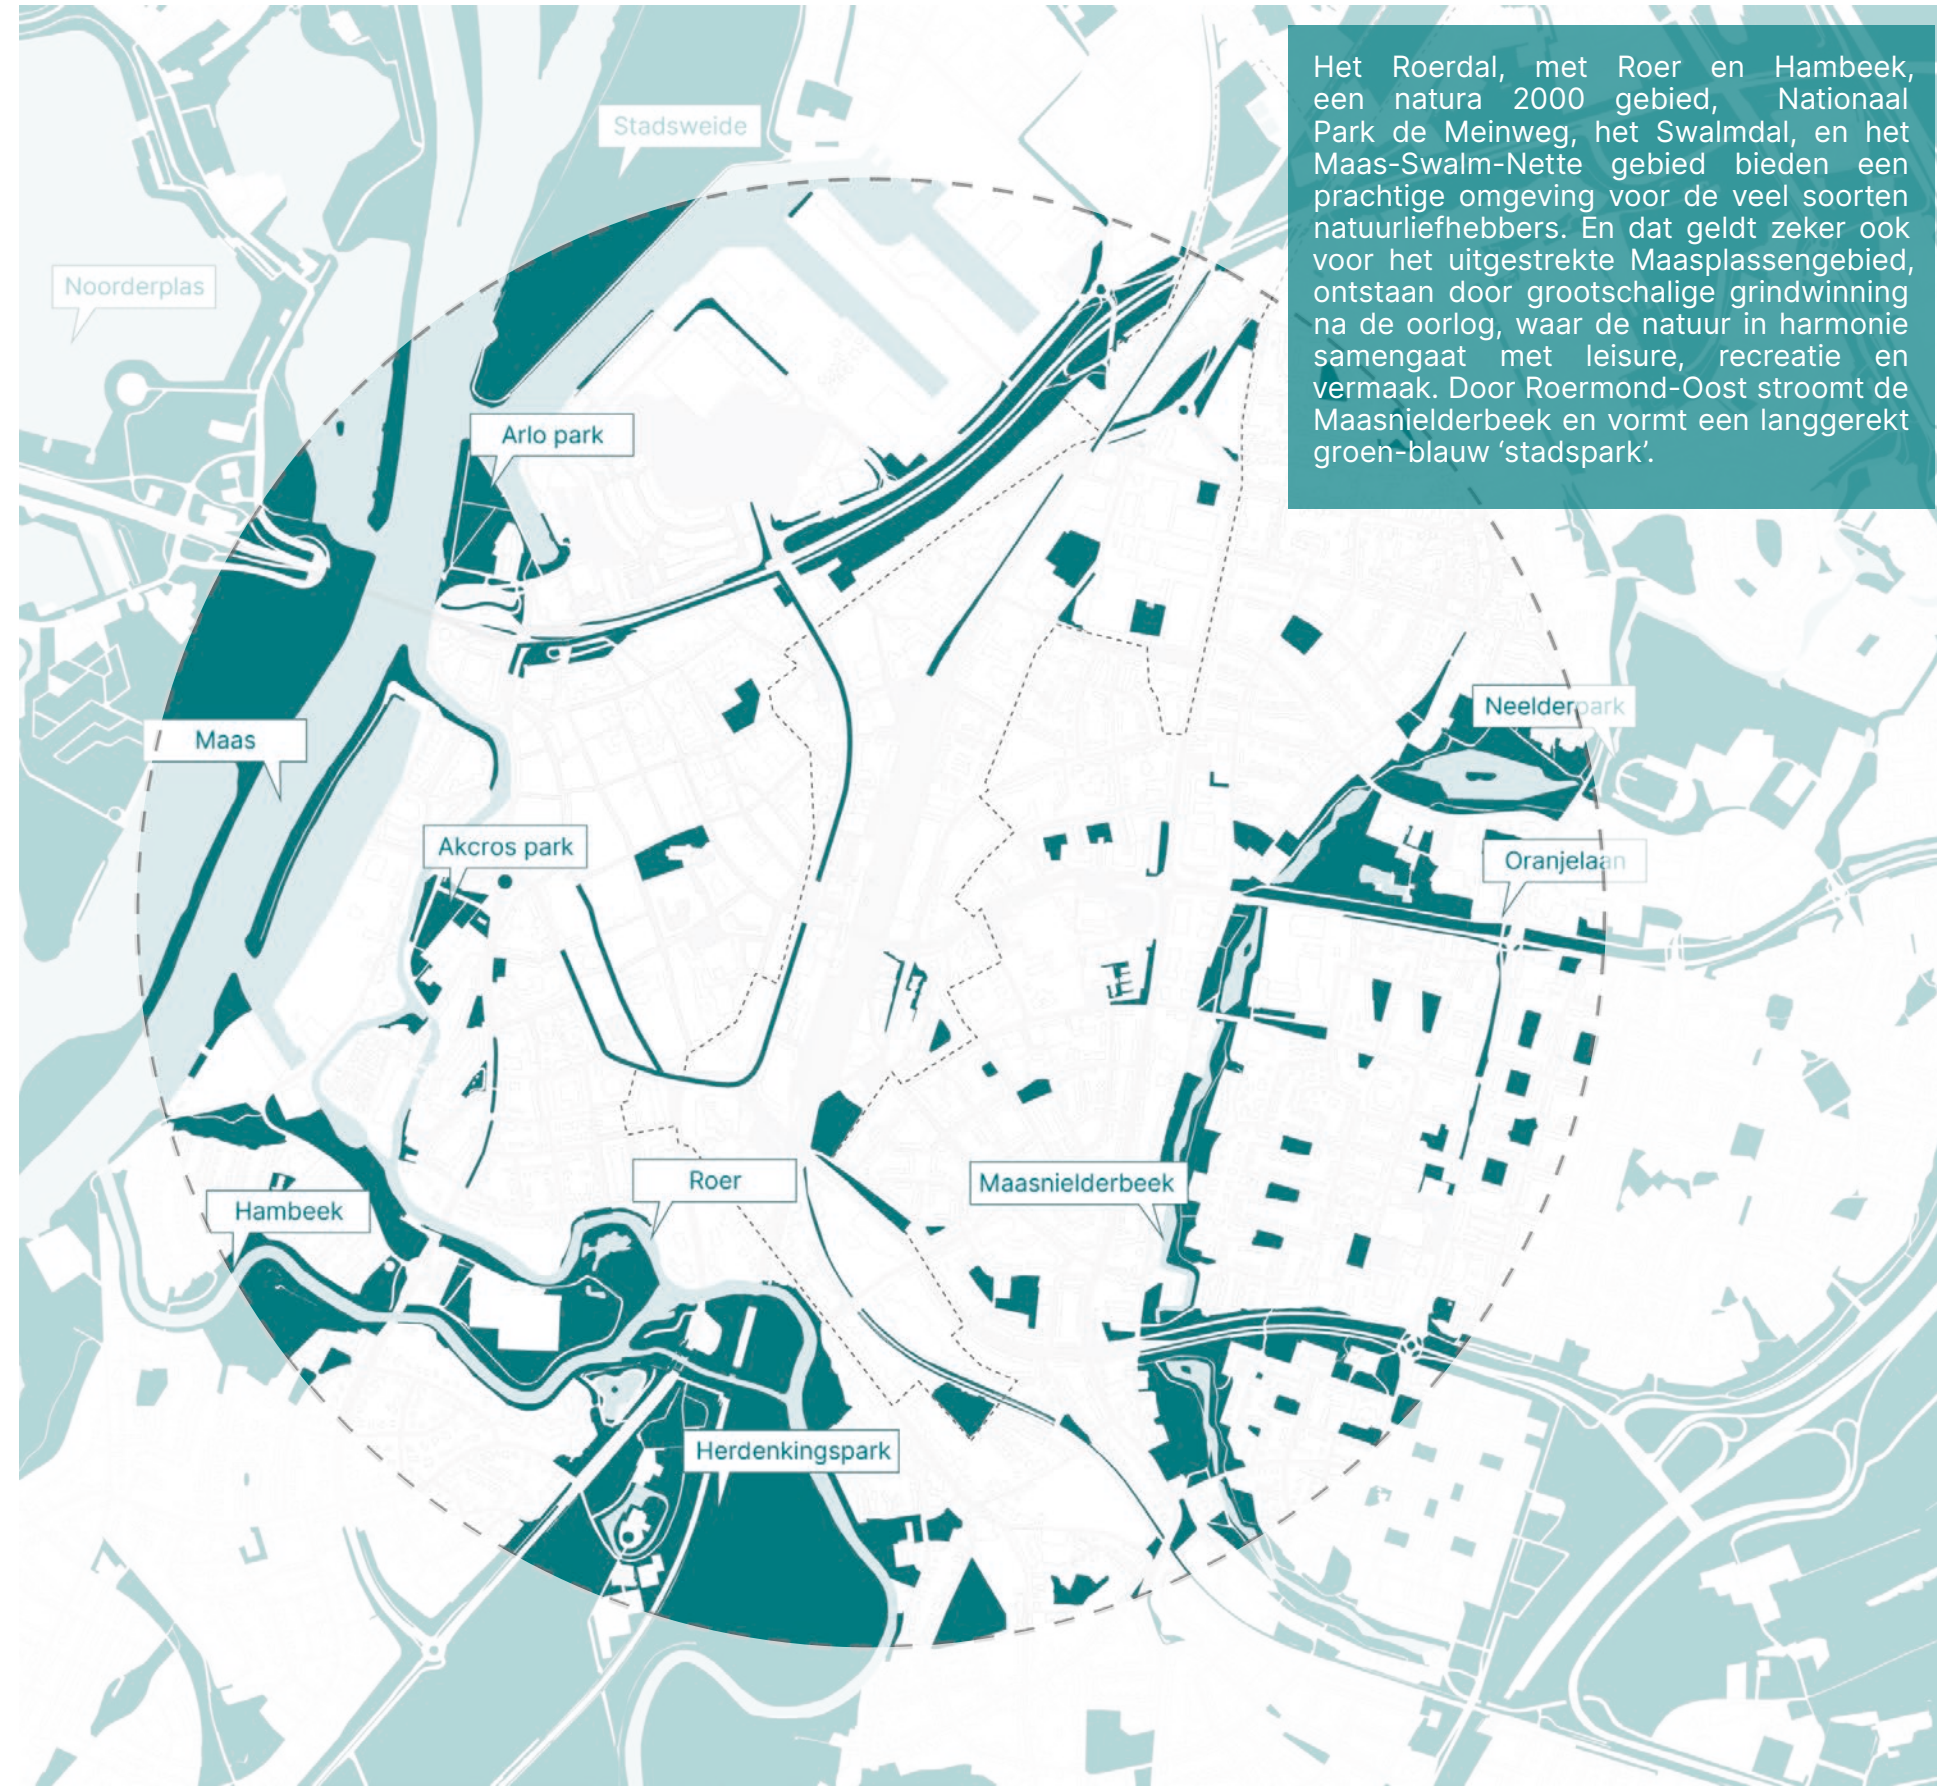 Het Roerdal, met Roer en Hambeek,
een natura 2000 gebied, Nationaal
Park de Meinweg, het Swalmdal, en het
Maas-Swalm-Nette gebied bieden een
prachtige omgeving voor de veel soorten
natuurliefhebbers. En dat geldt zeker ook
voor het uitgestrekte Maasplassengebied,
ontstaan door grootschalige grindwinning
na de oorlog, waar de natuur in harmonie
samengaat met leisure, recreatie en
vermaak. Door Roermond-Oost stroomt de
Maasnielderbeek en vormt een langgerekt
groen-blauw ‘stadspark’.
Stadsweide
Noorderplas
Arlo park
Neelderpark
Maas
Akcros park
Oranjelaan
Roer
Maasnielderbeek
Hambeek
Herdenkingspark